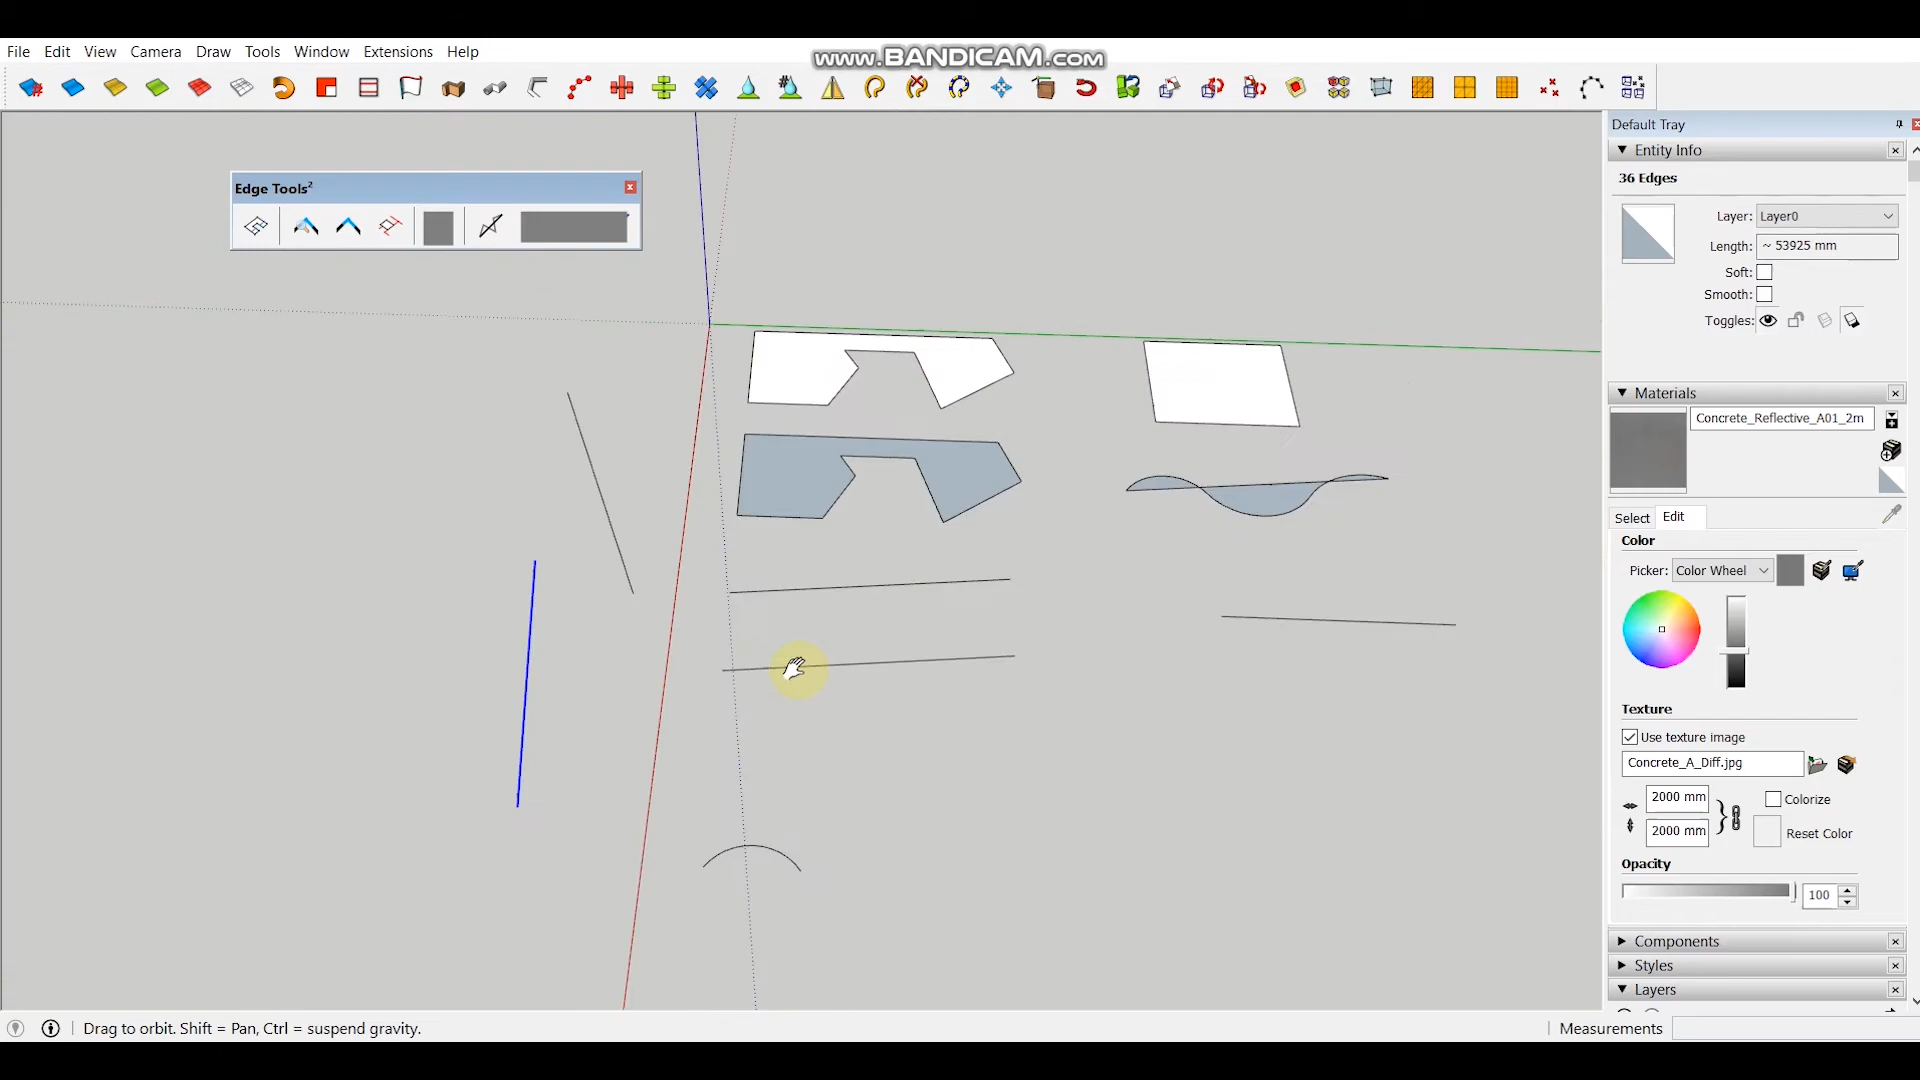 www.BANDICAM.com
File Edit View Camera Draw Tools Window Extensions Help
Default Tray
Entity Info
36 Edges
Layer: Layer0
Length: ~ 53925 mm
Soft:
Smooth:
Toggles:
Edge Tools²
Materials
Concrete_Reflective_A01_2m
Select Edit
Color
Picker: Color Wheel
Texture
Use texture image
Concrete_A_Diff.jpg
2000 mm
Colorize
2000 mm
Reset Color
Opacity
100
Components
Styles
Layers
Drag to orbit. Shift = Pan, Ctrl = suspend gravity.
Measurements